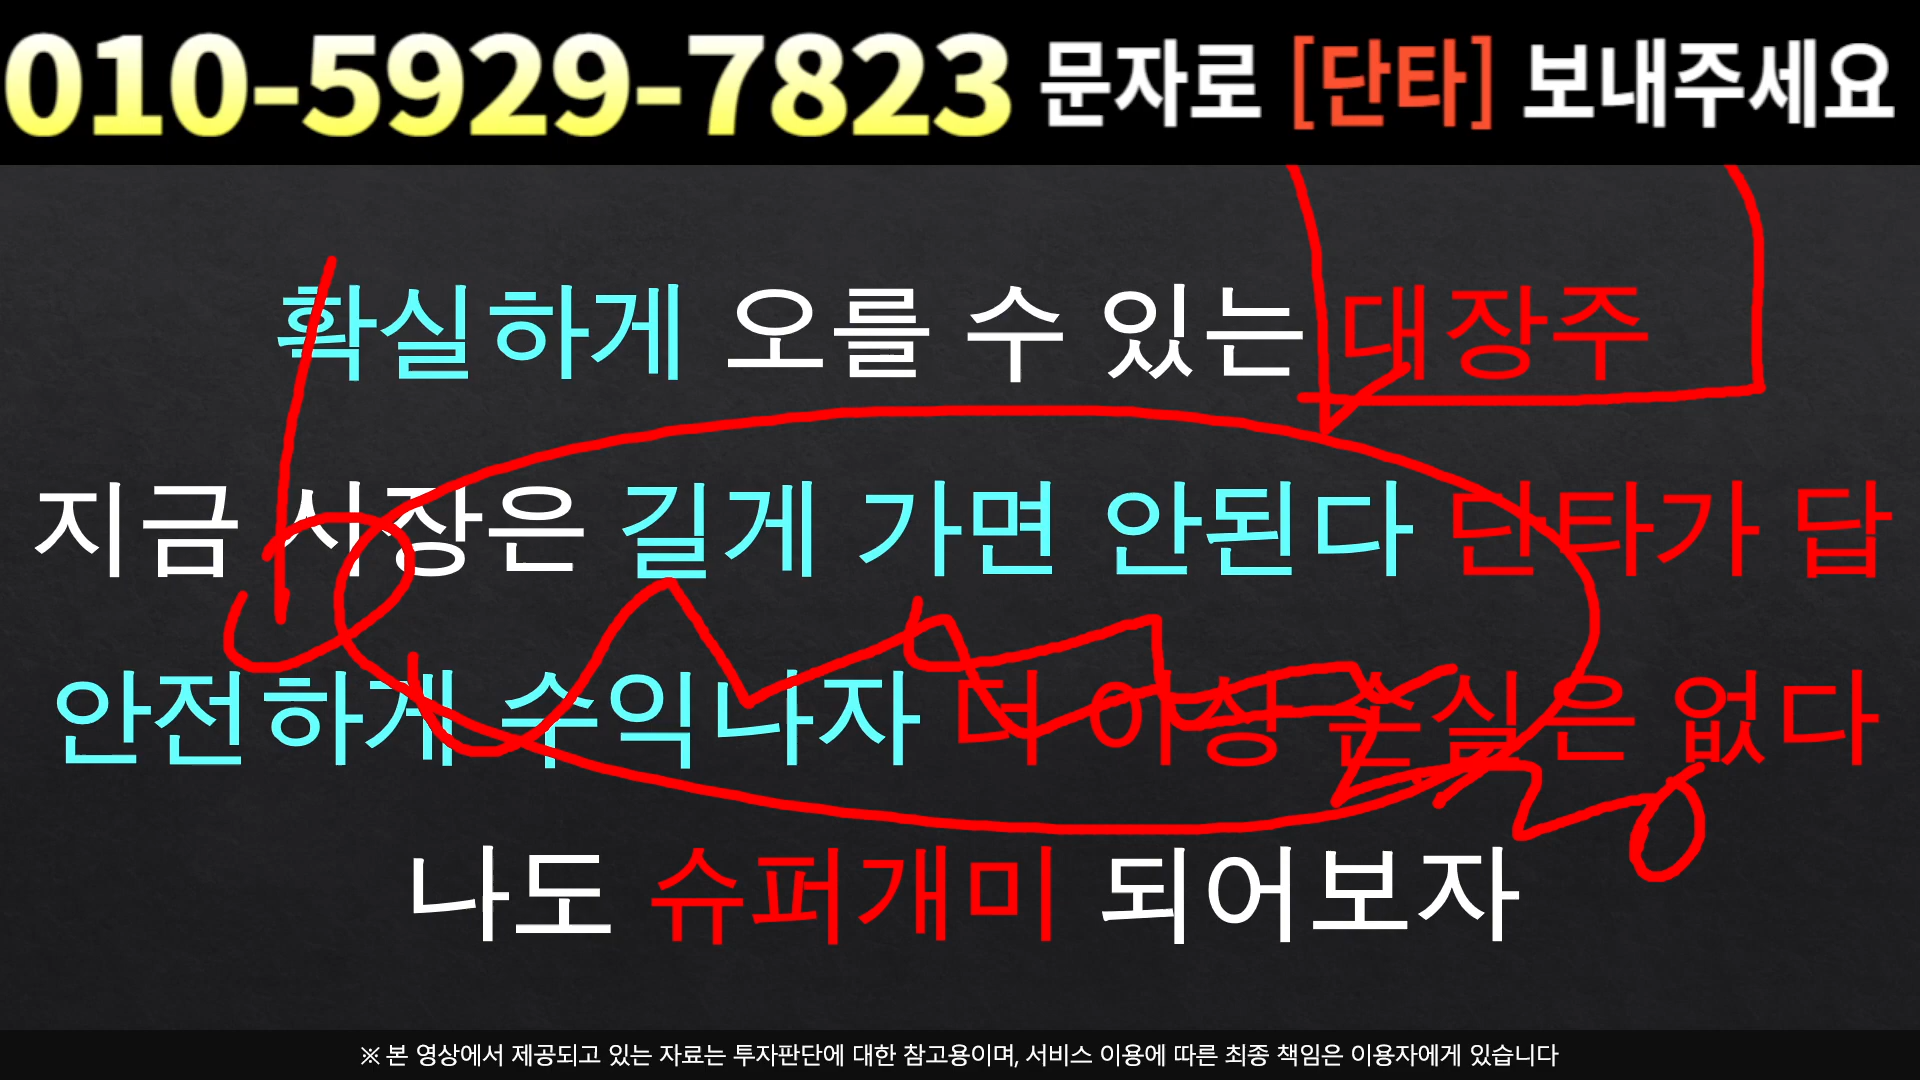 010-5929-7823 문자로 [단타] 보내주세요
확실하게 오를 수 있는 대장주
지금 시장은 길게 가면 안된다 단타가 답
안전하게 수익나자 더 이상 손실은 없다
나도 슈퍼개미 되어보자
※ 본 영상에서 제공되고 있는 자료는 투자판단에 대한 참고용이며, 서비스 이용에 따른 최종 책임은 이용자에게 있습니다